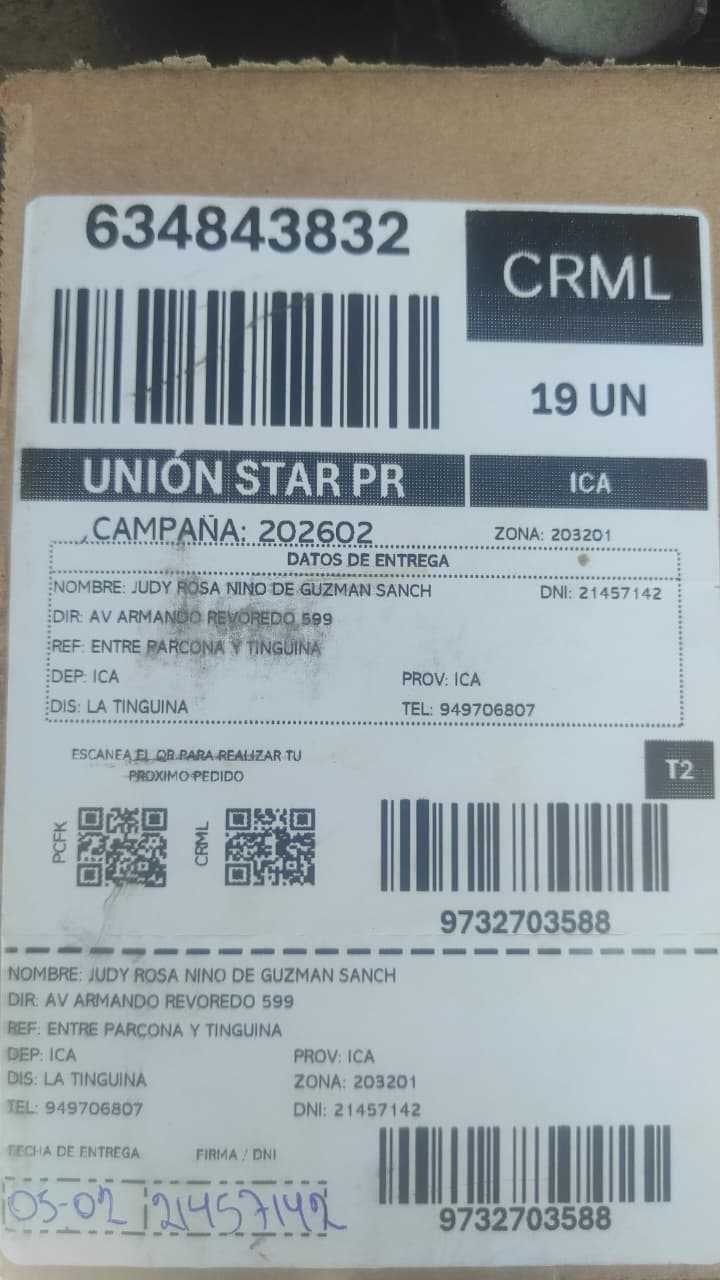 634843832
CRML
19 UN
UNIÓN STAR PR
ICA
CAMPAÑA: 202602
ZONA: 203201
DATOS DE ENTREGA
NOMBRE: JUDY ROSA NINO DE GUZMAN SANCH DNI: 21457142
DIR: AV ARMANDO REVOREDO 599
REF: ENTRE PARCONA Y TINGUINA
DEP: ICA PROV: ICA
DIS: LA TINGUINA TEL: 949706807
ESCANEA EL QR PARA REALIZAR TU
PROXIMO PEDIDO
T2
PCFK
CRML
9732703588
NOMBRE: JUDY ROSA NINO DE GUZMAN SANCH
DIR: AV ARMANDO REVOREDO 599
REF: ENTRE PARCONA Y TINGUINA
DEP: ICA PROV: ICA
DIS: LA TINGUINA ZONA: 203201
TEL: 949706807 DNI: 21457142
FECHA DE ENTREGA FIRMA / DNI
05-02 21457142
9732703588